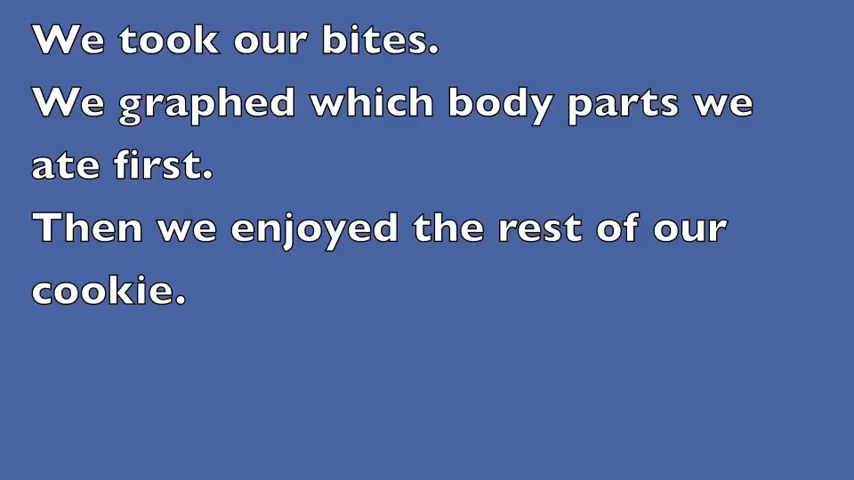 We took our bites.
We graphed which body parts we
ate first.
Then we enjoyed the rest of our
cookie.